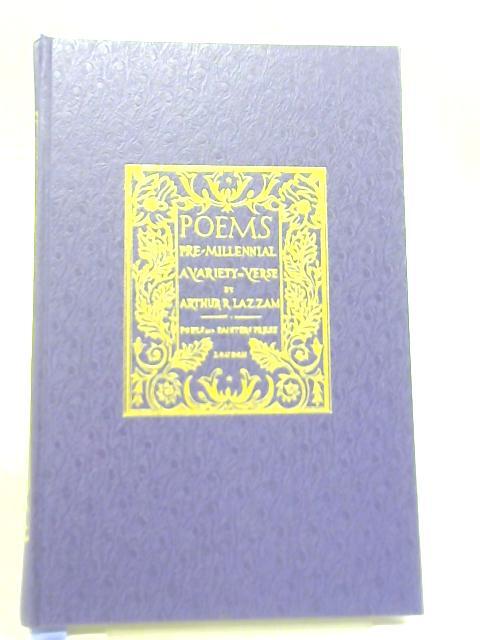 POEMS
PRE-MILLENNIAL
A VARIETY-VERSE
BY
ARTHUR R. LAZZAM
POETS AND PAINTERS PRESS
LONDON